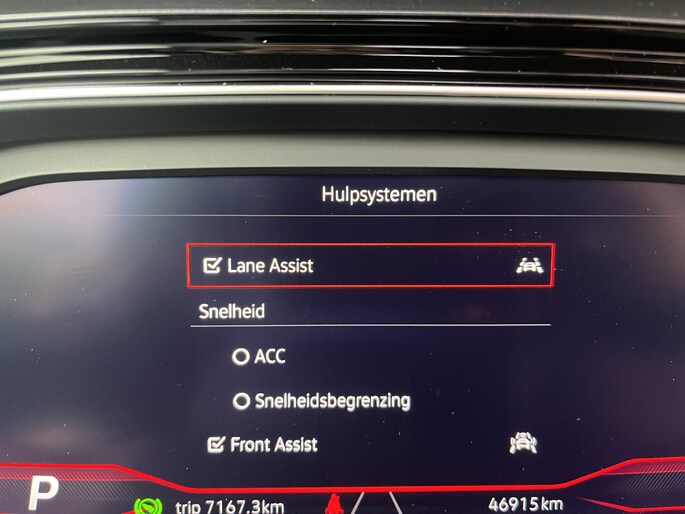 Hulpsystemen
Lane Assist
Snelheid
ACC
Snelheidsbegrenzing
Front Assist
P
trip 7167.3km
46915km